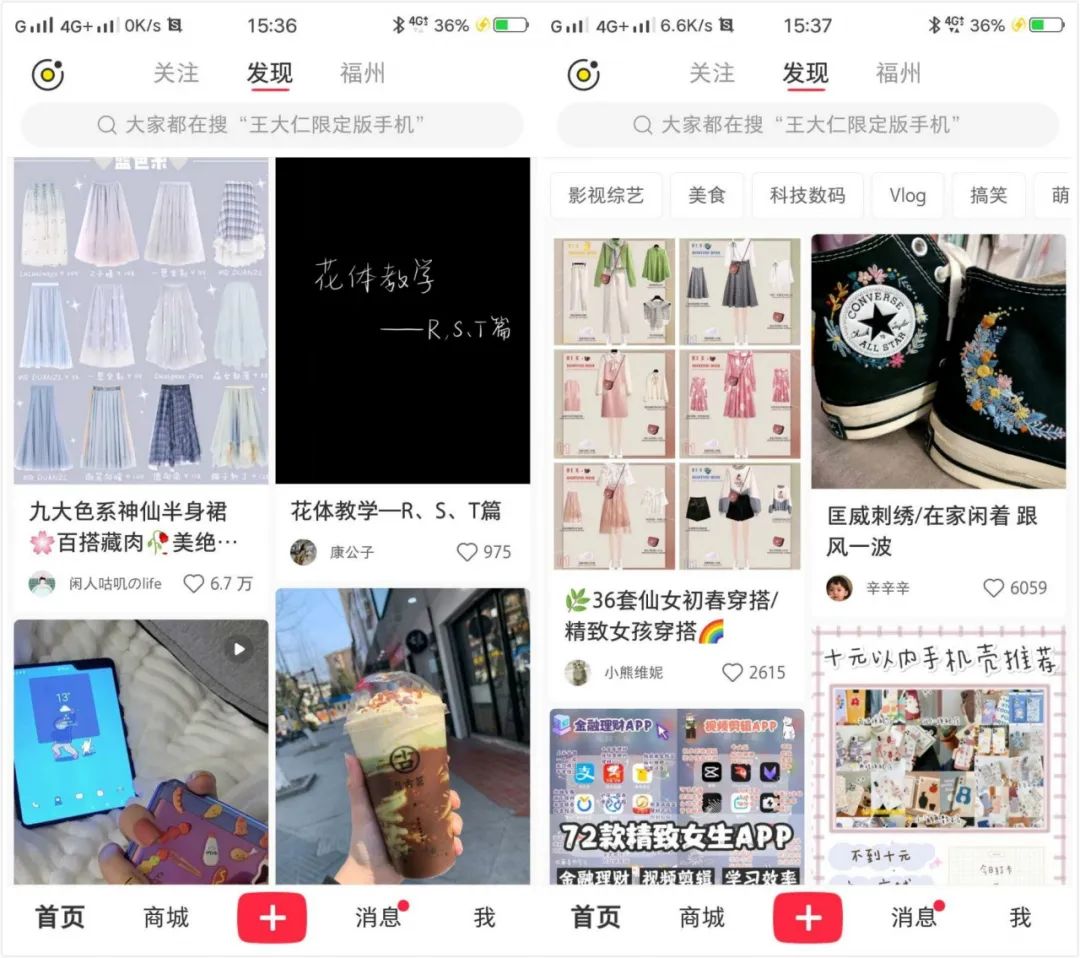 G 4G+ 0K/s 15:36 4G+ 36%
关注 发现 福州
大家都在搜“王大仁限定版手机”
蓝色系
花体教学
—R,S,T篇
九大色系神仙半身裙
🌸百搭藏肉🥀美绝…
闲人咕叽のlife 6.7 万
花体教学—R、S、T篇
康公子 975
13°
古茗
首页 商城 + 消息 我
G 4G+ 6.6K/s 15:37 4G+ 36%
关注 发现 福州
大家都在搜“王大仁限定版手机”
影视综艺 美食 科技数码 Vlog 搞笑 萌
CONVERSE
ALL STAR
🌿36套仙女初春穿搭/
精致女孩穿搭🌈
小熊维妮 2615
匡威刺绣/在家闲着 跟
风一波
辛辛辛 6059
金融理财APP 视频剪辑APP
72款精致女生APP
金融理财 视频剪辑 学习效率
十元以内手机壳推荐
不到十元
今日打卡
首页 商城 + 消息 我